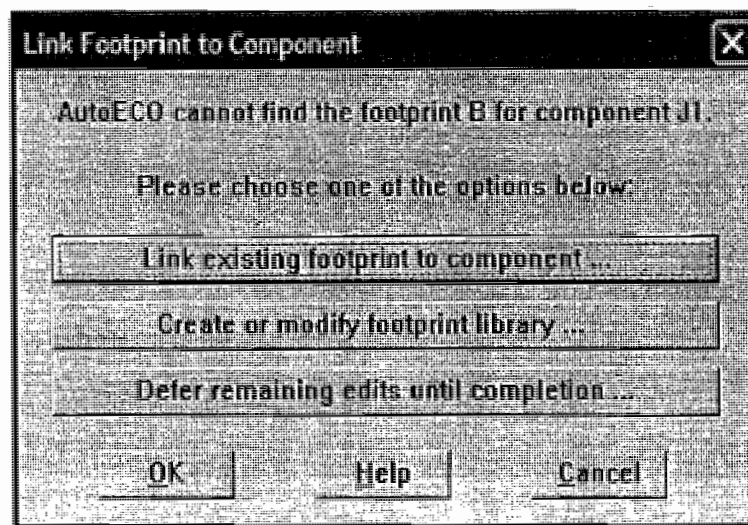 Link Footprint to Component
AutoECO cannot find the footprint B for component J1.
Please choose one of the options below:
Link existing footprint to component ...
Create or modify footprint library ...
Defer remaining edits until completion ...
OK Help Cancel